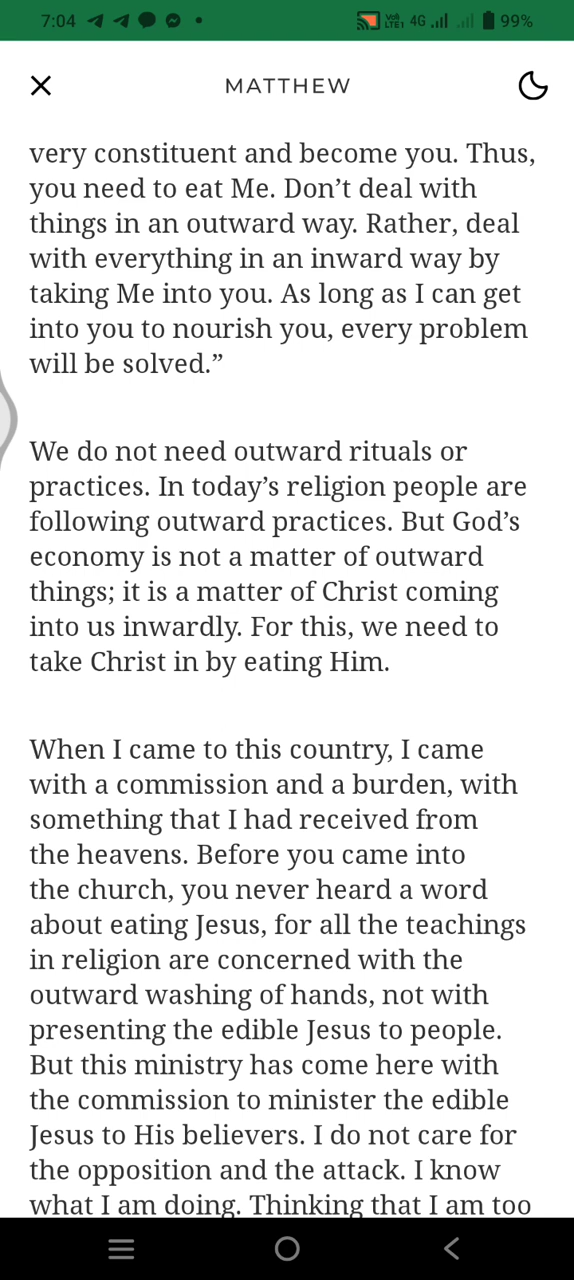 7:04
VoD LTE1 4G 99%
MATTHEW
very constituent and become you. Thus,
you need to eat Me. Don’t deal with
things in an outward way. Rather, deal
with everything in an inward way by
taking Me into you. As long as I can get
into you to nourish you, every problem
will be solved.”
We do not need outward rituals or
practices. In today’s religion people are
following outward practices. But God’s
economy is not a matter of outward
things; it is a matter of Christ coming
into us inwardly. For this, we need to
take Christ in by eating Him.
When I came to this country, I came
with a commission and a burden, with
something that I had received from
the heavens. Before you came into
the church, you never heard a word
about eating Jesus, for all the teachings
in religion are concerned with the
outward washing of hands, not with
presenting the edible Jesus to people.
But this ministry has come here with
the commission to minister the edible
Jesus to His believers. I do not care for
the opposition and the attack. I know
what I am doing. Thinking that I am too